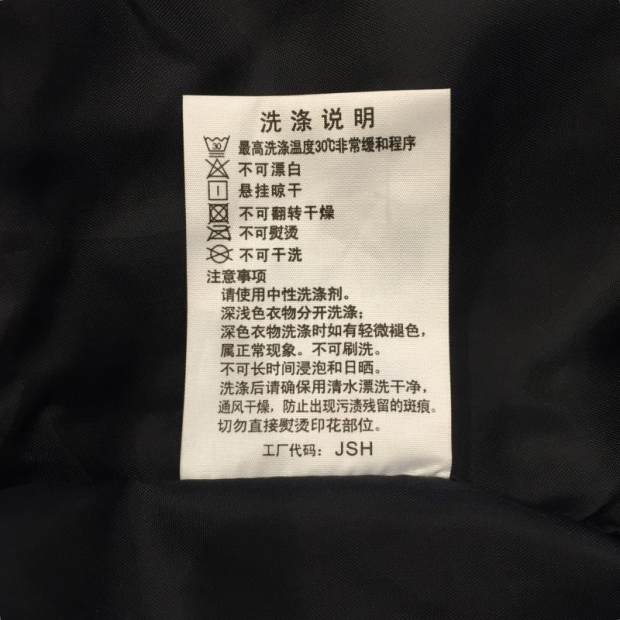 洗涤说明
30 最高洗涤温度30℃非常缓和程序
不可漂白
悬挂晾干
不可翻转干燥
不可熨烫
不可干洗
注意事项
请使用中性洗涤剂。
深浅色衣物分开洗涤；
深色衣物洗涤时如有轻微褪色，
属正常现象。不可刷洗。
不可长时间浸泡和日晒。
洗涤后请确保用清水漂洗干净，
通风干燥，防止出现污渍残留的斑痕。
切勿直接熨烫印花部位。
工厂代码：JSH